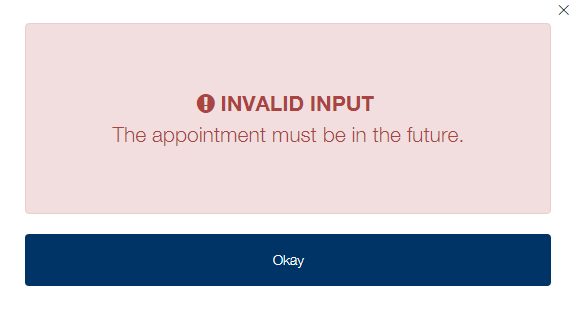 INVALID INPUT
The appointment must be in the future.
Okay